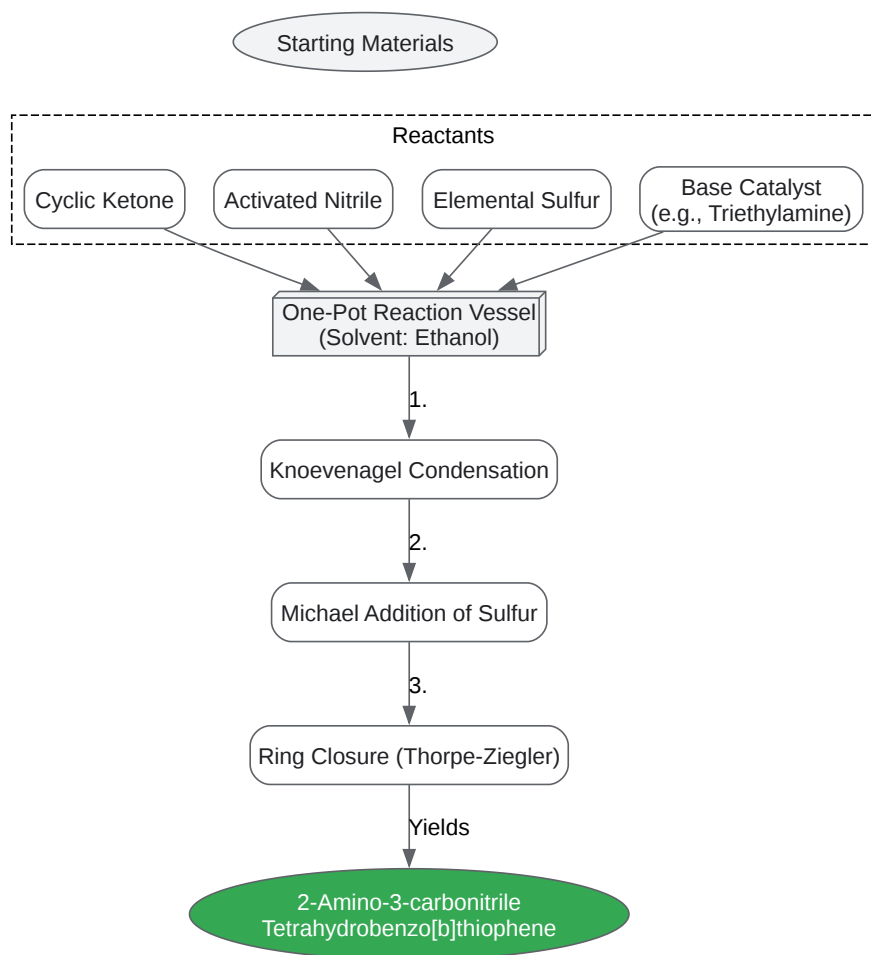 Starting Materials
Reactants
Cyclic Ketone
Activated Nitrile
Elemental Sulfur
Base Catalyst
(e.g., Triethylamine)
One-Pot Reaction Vessel
(Solvent: Ethanol)
1.
Knoevenagel Condensation
2.
Michael Addition of Sulfur
3.
Ring Closure (Thorpe-Ziegler)
Yields
2-Amino-3-carbonitrile
Tetrahydrobenzo[b]thiophene